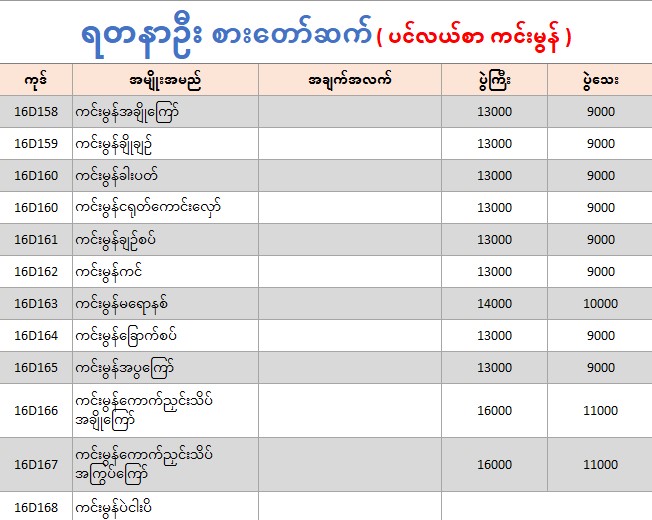 ရတနာဦး စားတော်ဆက် ( ပင်လယ်စာ ကင်းမွန် )
ကုဒ် အမျိုးအမည် အချက်အလက် ပွဲကြီး ပွဲသေး
16D158 ကင်းမွန်အချိုကြော် 13000 9000
16D159 ကင်းမွန်ချိုချဉ် 13000 9000
16D160 ကင်းမွန်ခါးပတ် 13000 9000
16D160 ကင်းမွန်ငရုတ်ကောင်းလှော် 13000 9000
16D161 ကင်းမွန်ချဉ်စပ် 13000 9000
16D162 ကင်းမွန်ကင် 13000 9000
16D163 ကင်းမွန်မရောနစ် 14000 10000
16D164 ကင်းမွန်ခြောက်စပ် 13000 9000
16D165 ကင်းမွန်အပွကြော် 13000 9000
16D166 ကင်းမွန်ကောက်ညှင်းသိပ် 16000 11000
အချိုကြော်
16D167 ကင်းမွန်ကောက်ညှင်းသိပ် 16000 11000
အကြွပ်ကြော်
16D168 ကင်းမွန်ပဲငါးပိ